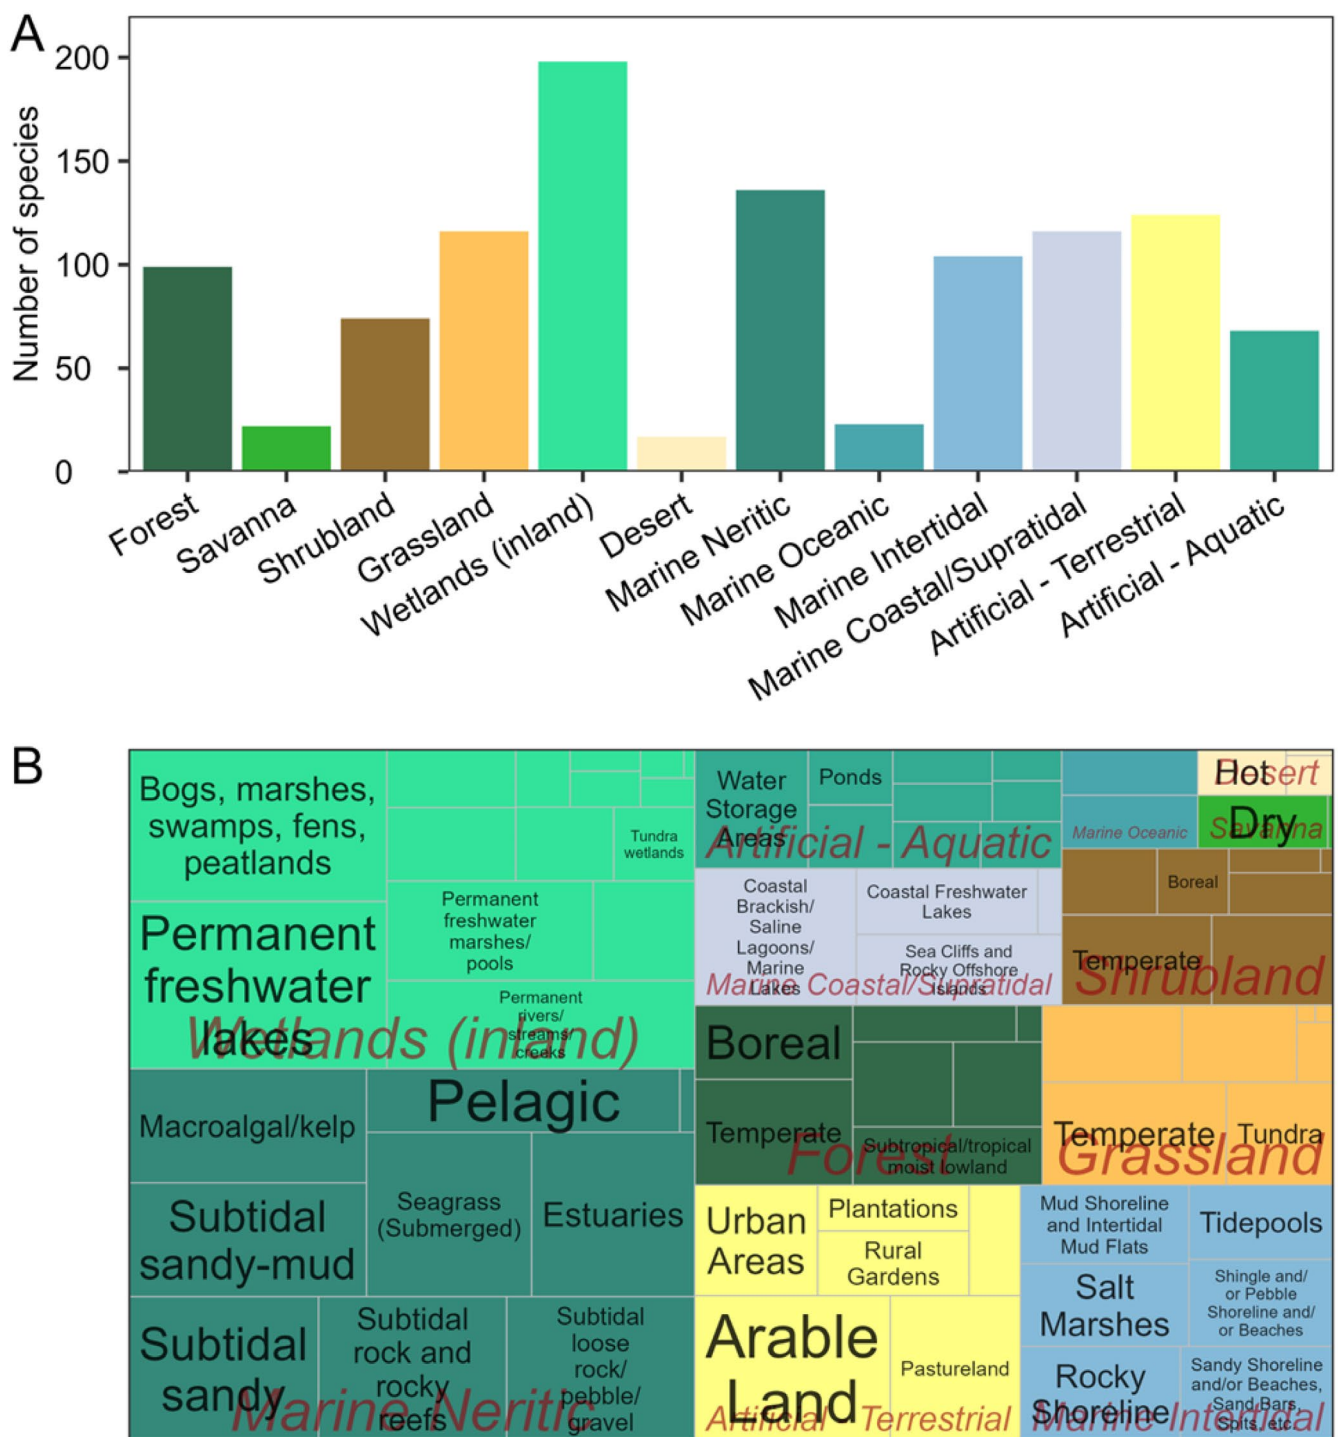 A
Number of species
200
150
100
50
0
Forest
Savanna
Shrubland
Grassland
Wetlands (inland)
Desert
Marine Neritic
Marine Oceanic
Marine Intertidal
Marine Coastal/Supratidal
Artificial - Terrestrial
Artificial - Aquatic
B
Bogs, marshes,
swamps, fens,
peatlands
Tundra
wetlands
Permanent
freshwater
lakes
Permanent
freshwater
marshes/
pools
Permanent
rivers/
streams/
creeks
Wetlands (inland)
Water
Storage
Areas
Ponds
Artificial - Aquatic
Marine Oceanic
Hot
Desert
Dry
Savanna
Coastal
Brackish/
Saline
Lagoons/
Marine
Lakes
Coastal Freshwater
Lakes
Sea Cliffs and
Rocky Offshore
Islands
Marine Coastal/Supratidal
Boreal
Temperate
Shrubland
Boreal
Temperate
Subtropical/tropical
moist lowland
Forest
Temperate
Tundra
Grassland
Macroalgal/kelp
Pelagic
Subtidal
sandy-mud
Seagrass
(Submerged)
Estuaries
Subtidal
sandy
Subtidal
rock and
rocky
reefs
Subtidal
loose
rock/
pebble/
gravel
Marine Neritic
Urban
Areas
Plantations
Rural
Gardens
Arable
Land
Pastureland
Artificial - Terrestrial
Mud Shoreline
and Intertidal
Mud Flats
Tidepools
Salt
Marshes
Shingle and/
or Pebble
Shoreline and/
or Beaches
Rocky
Shoreline
Sandy Shoreline
and/or Beaches,
Sand Bars,
Spits, etc.
Marine Intertidal